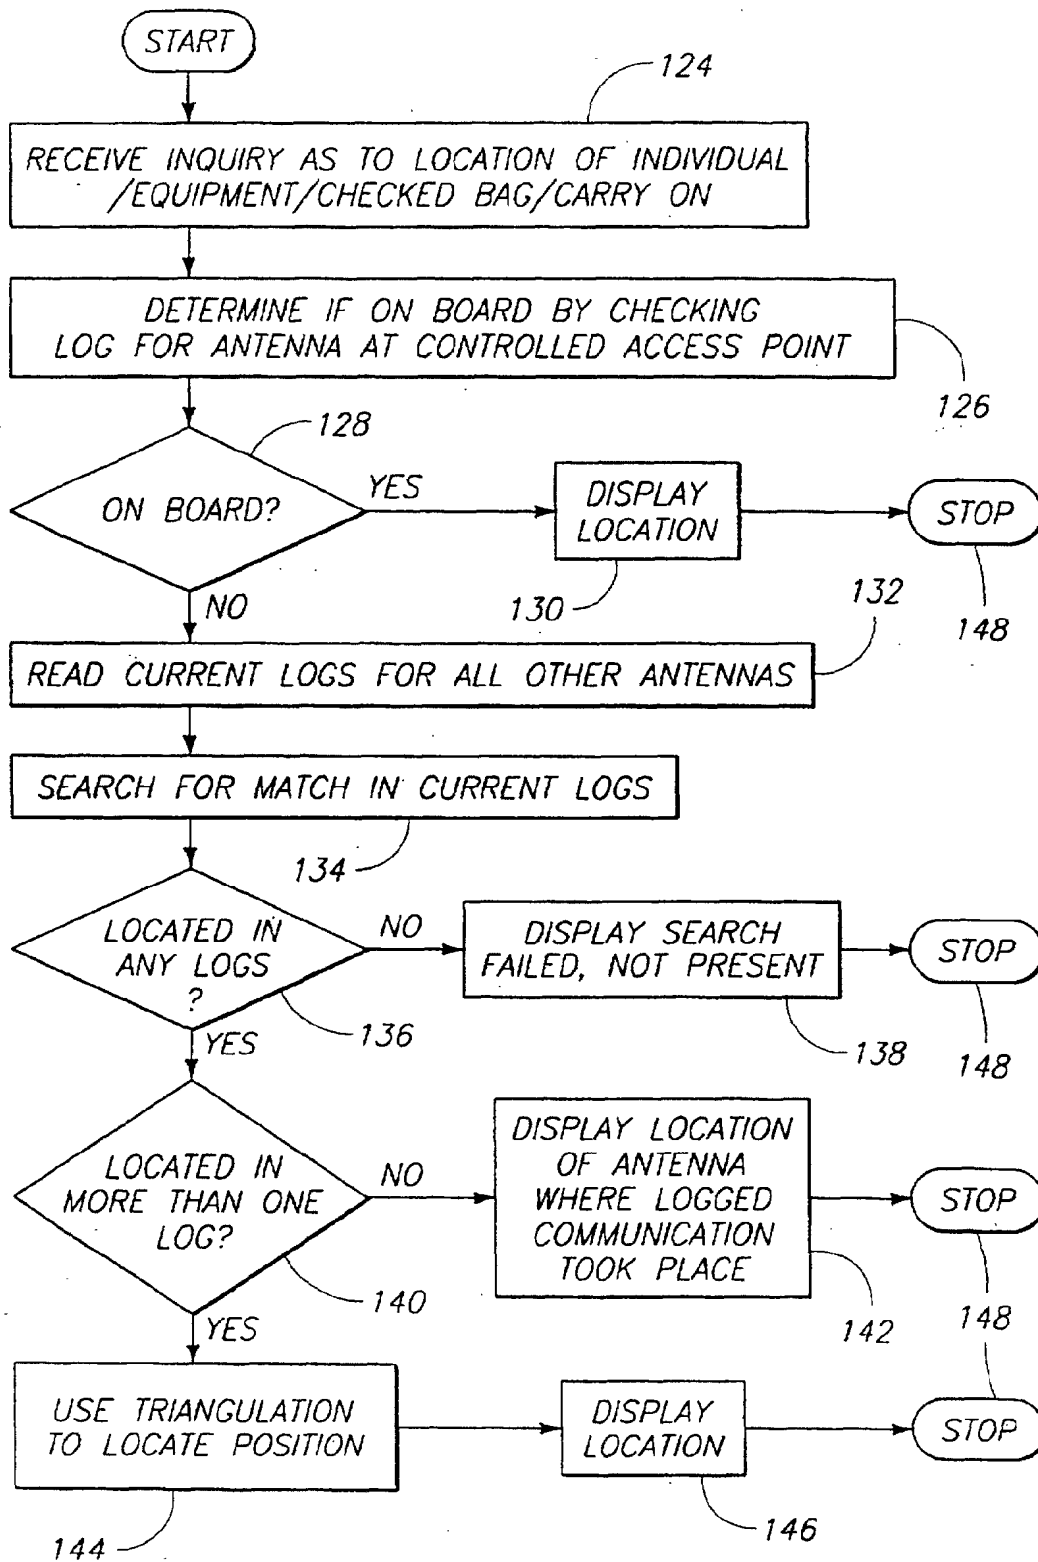 START
124
RECEIVE INQUIRY AS TO LOCATION OF INDIVIDUAL
/EQUIPMENT/CHECKED BAG/CARRY ON
DETERMINE IF ON BOARD BY CHECKING
LOG FOR ANTENNA AT CONTROLLED ACCESS POINT
126
128
ON BOARD?
YES
DISPLAY
LOCATION
STOP
130
132
148
NO
READ CURRENT LOGS FOR ALL OTHER ANTENNAS
SEARCH FOR MATCH IN CURRENT LOGS
134
LOCATED IN
ANY LOGS
?
NO
DISPLAY SEARCH
FAILED, NOT PRESENT
STOP
136
138
148
YES
LOCATED IN
MORE THAN ONE
LOG?
NO
DISPLAY LOCATION
OF ANTENNA
WHERE LOGGED
COMMUNICATION
TOOK PLACE
STOP
140
142
148
YES
USE TRIANGULATION
TO LOCATE POSITION
DISPLAY
LOCATION
STOP
144
146